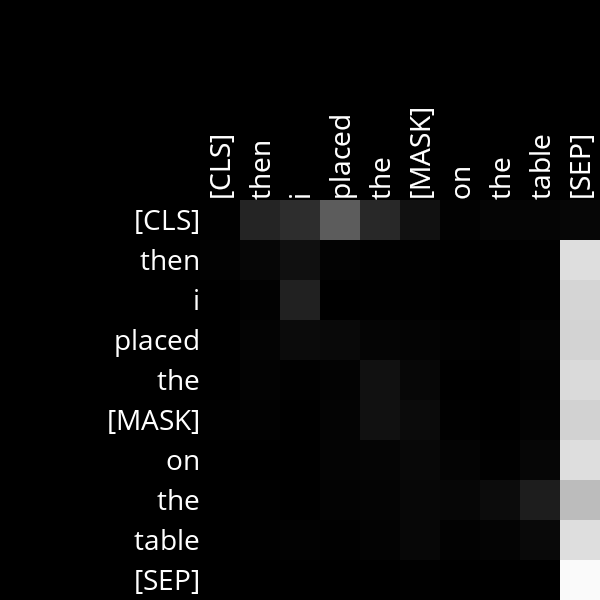 [CLS] then i placed the [MASK] on the table [SEP]
[CLS]
then
i
placed
the
[MASK]
on
the
table
[SEP]